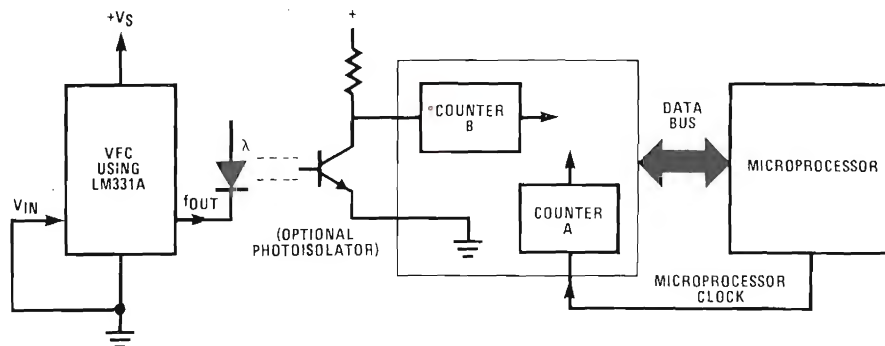 +VS
VFC
USING
LM331A
VIN
fOUT
λ
(OPTIONAL
PHOTOISOLATOR)
+
COUNTER
B
COUNTER
A
DATA
BUS
MICROPROCESSOR
MICROPROCESSOR
CLOCK